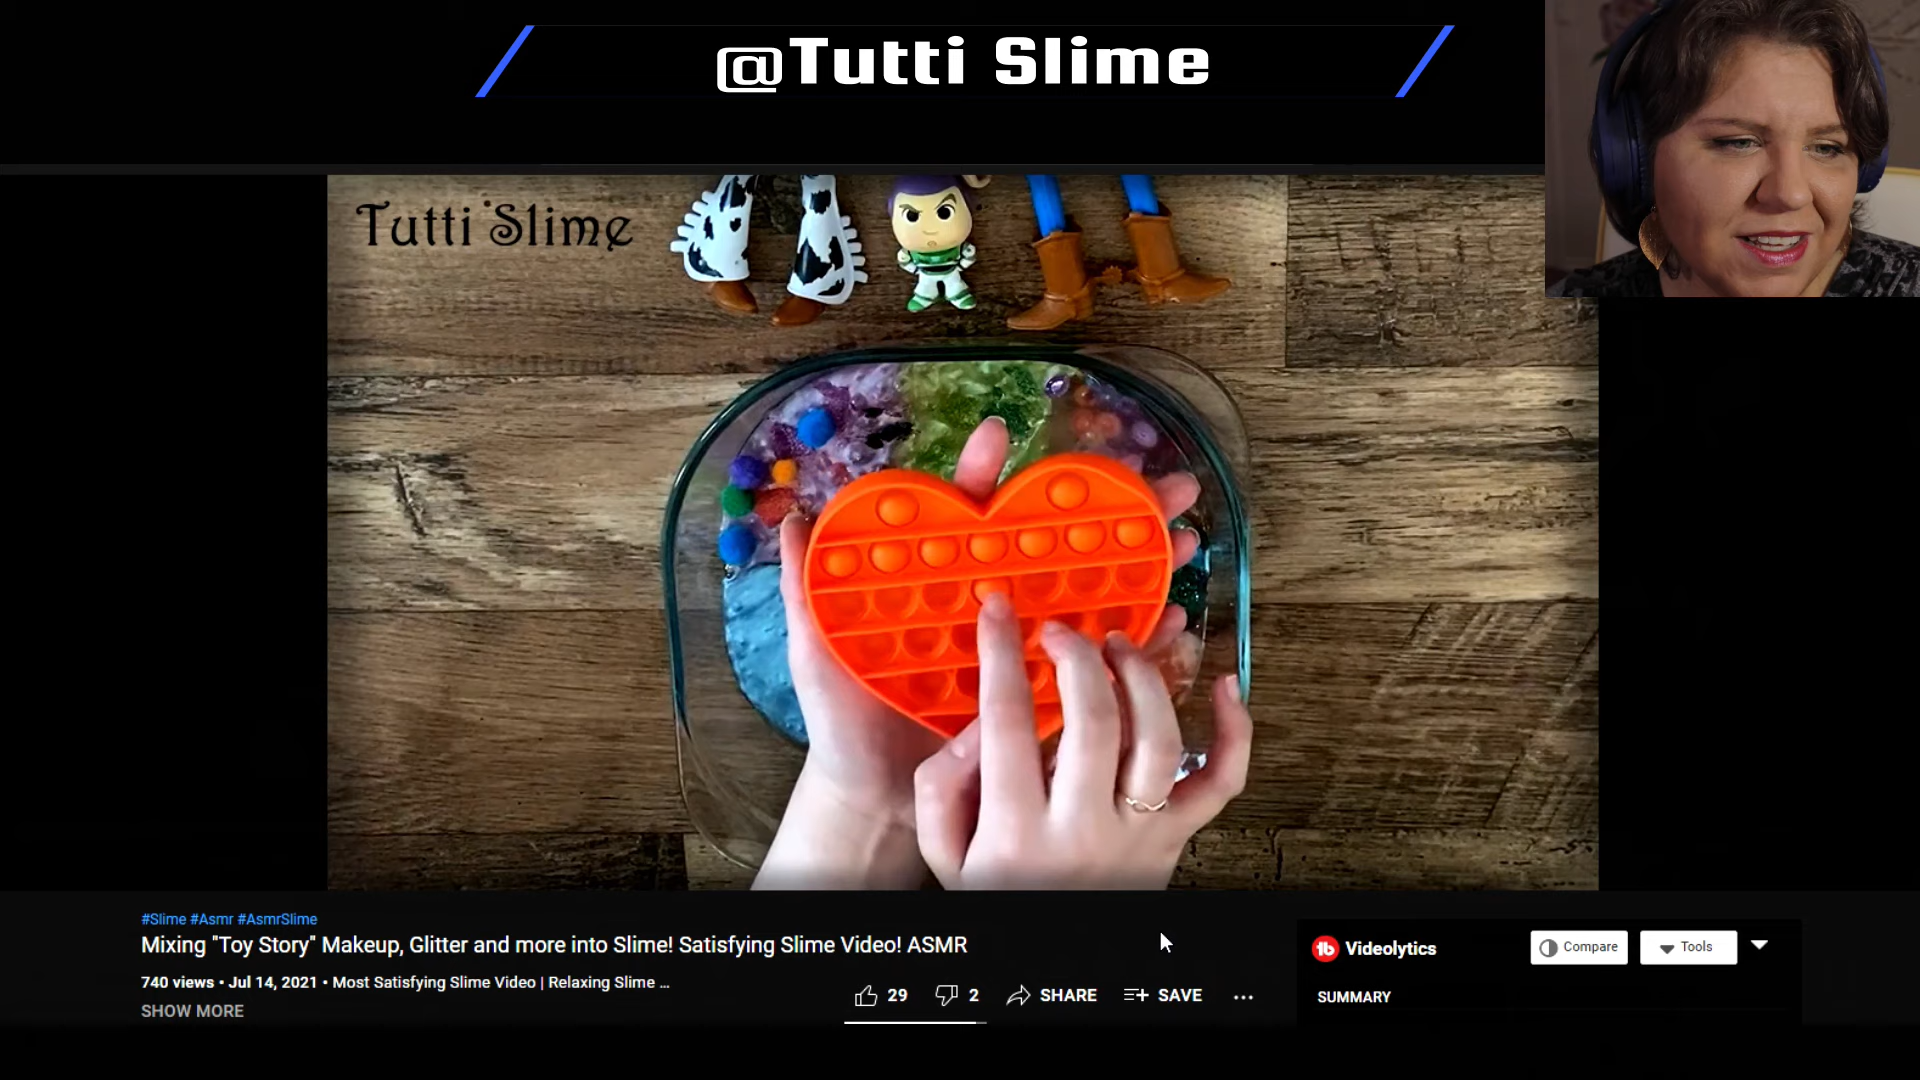 @Tutti Slime
Tutti Slime
#Slime #Asmr #AsmrSlime
Mixing "Toy Story" Makeup, Glitter and more into Slime! Satisfying Slime Video! ASMR
740 views • Jul 14, 2021 • Most Satisfying Slime Video | Relaxing Slime ...
29 2 SHARE SAVE ...
SHOW MORE
tb Videolytics Compare Tools
SUMMARY